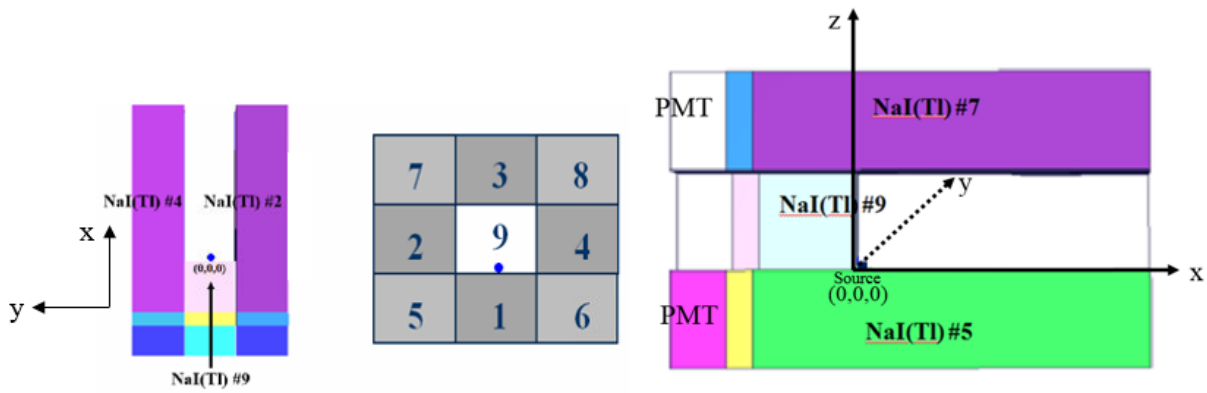 NaI(Tl) #4
NaI(Tl) #2
x
(0,0,0)
y
NaI(Tl) #9
7 3 8
2 9 4
5 1 6
z
PMT
NaI(Tl) #7
NaI(Tl) #9
y
x
Source
(0,0,0)
PMT
NaI(Tl) #5